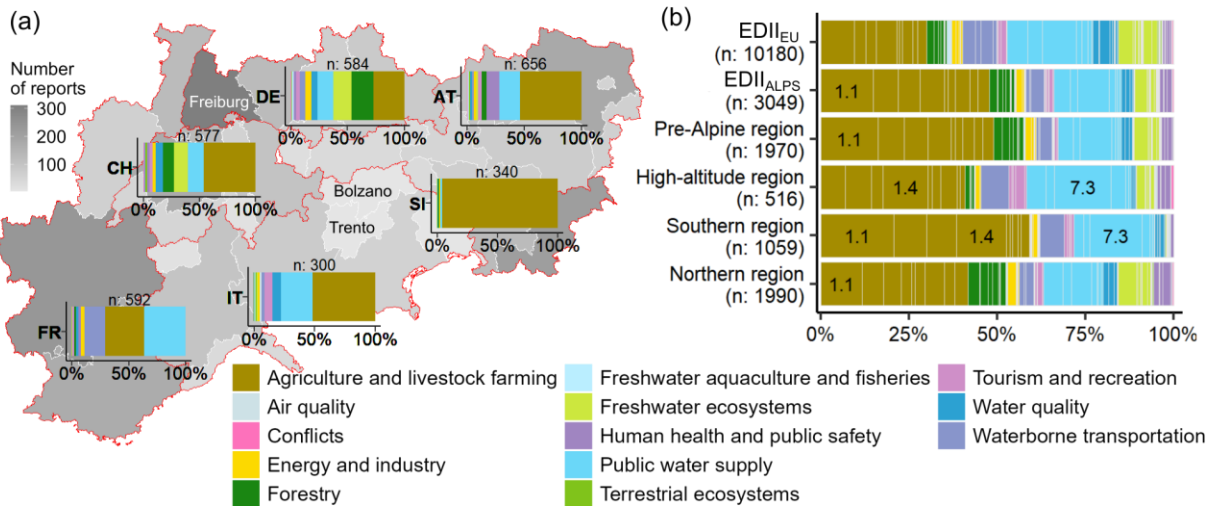 (a)
Number
of reports
300
200
100
Freiburg
DE
n: 584
0% 50% 100%
AT
n: 656
0% 50% 100%
CH
n: 577
0% 50% 100%
Bolzano
Trento
SI
n: 340
0% 50% 100%
IT
n: 300
0% 50% 100%
FR
n: 592
0% 50% 100%
(b)
EDII_EU
(n: 10180)
EDII_ALPS
(n: 3049)
1.1
Pre-Alpine region
(n: 1970)
1.1
High-altitude region
(n: 516)
1.4 7.3
Southern region
(n: 1059)
1.1 1.4 7.3
Northern region
(n: 1990)
1.1
0% 25% 50% 75% 100%
Agriculture and livestock farming
Air quality
Conflicts
Energy and industry
Forestry
Freshwater aquaculture and fisheries
Freshwater ecosystems
Human health and public safety
Public water supply
Terrestrial ecosystems
Tourism and recreation
Water quality
Waterborne transportation